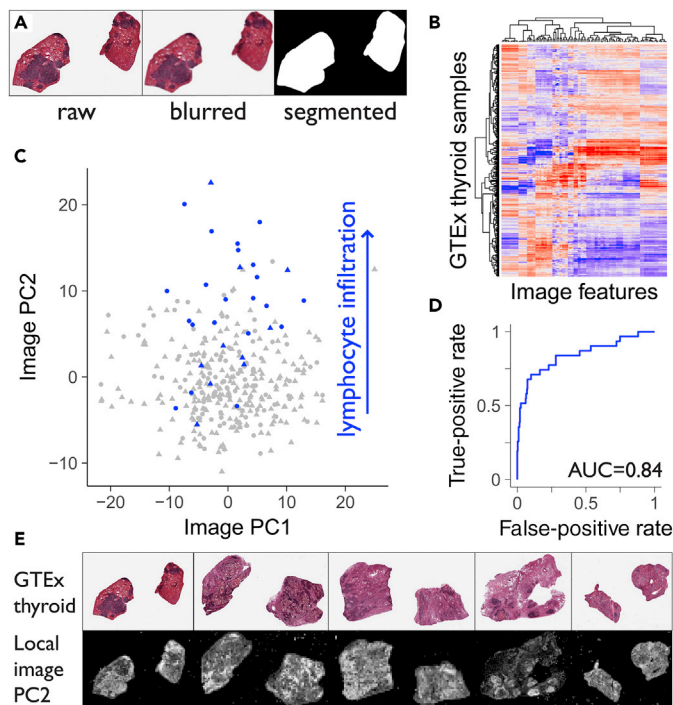 A
raw
blurred
segmented
B
GTEx thyroid samples
Image features
C
Image PC2
20
10
0
−10
−20
−10
0
10
20
Image PC1
lymphocyte infiltration
D
True-positive rate
1
0.5
0
0
0.5
1
AUC=0.84
False-positive rate
E
GTEx
thyroid
Local
image
PC2